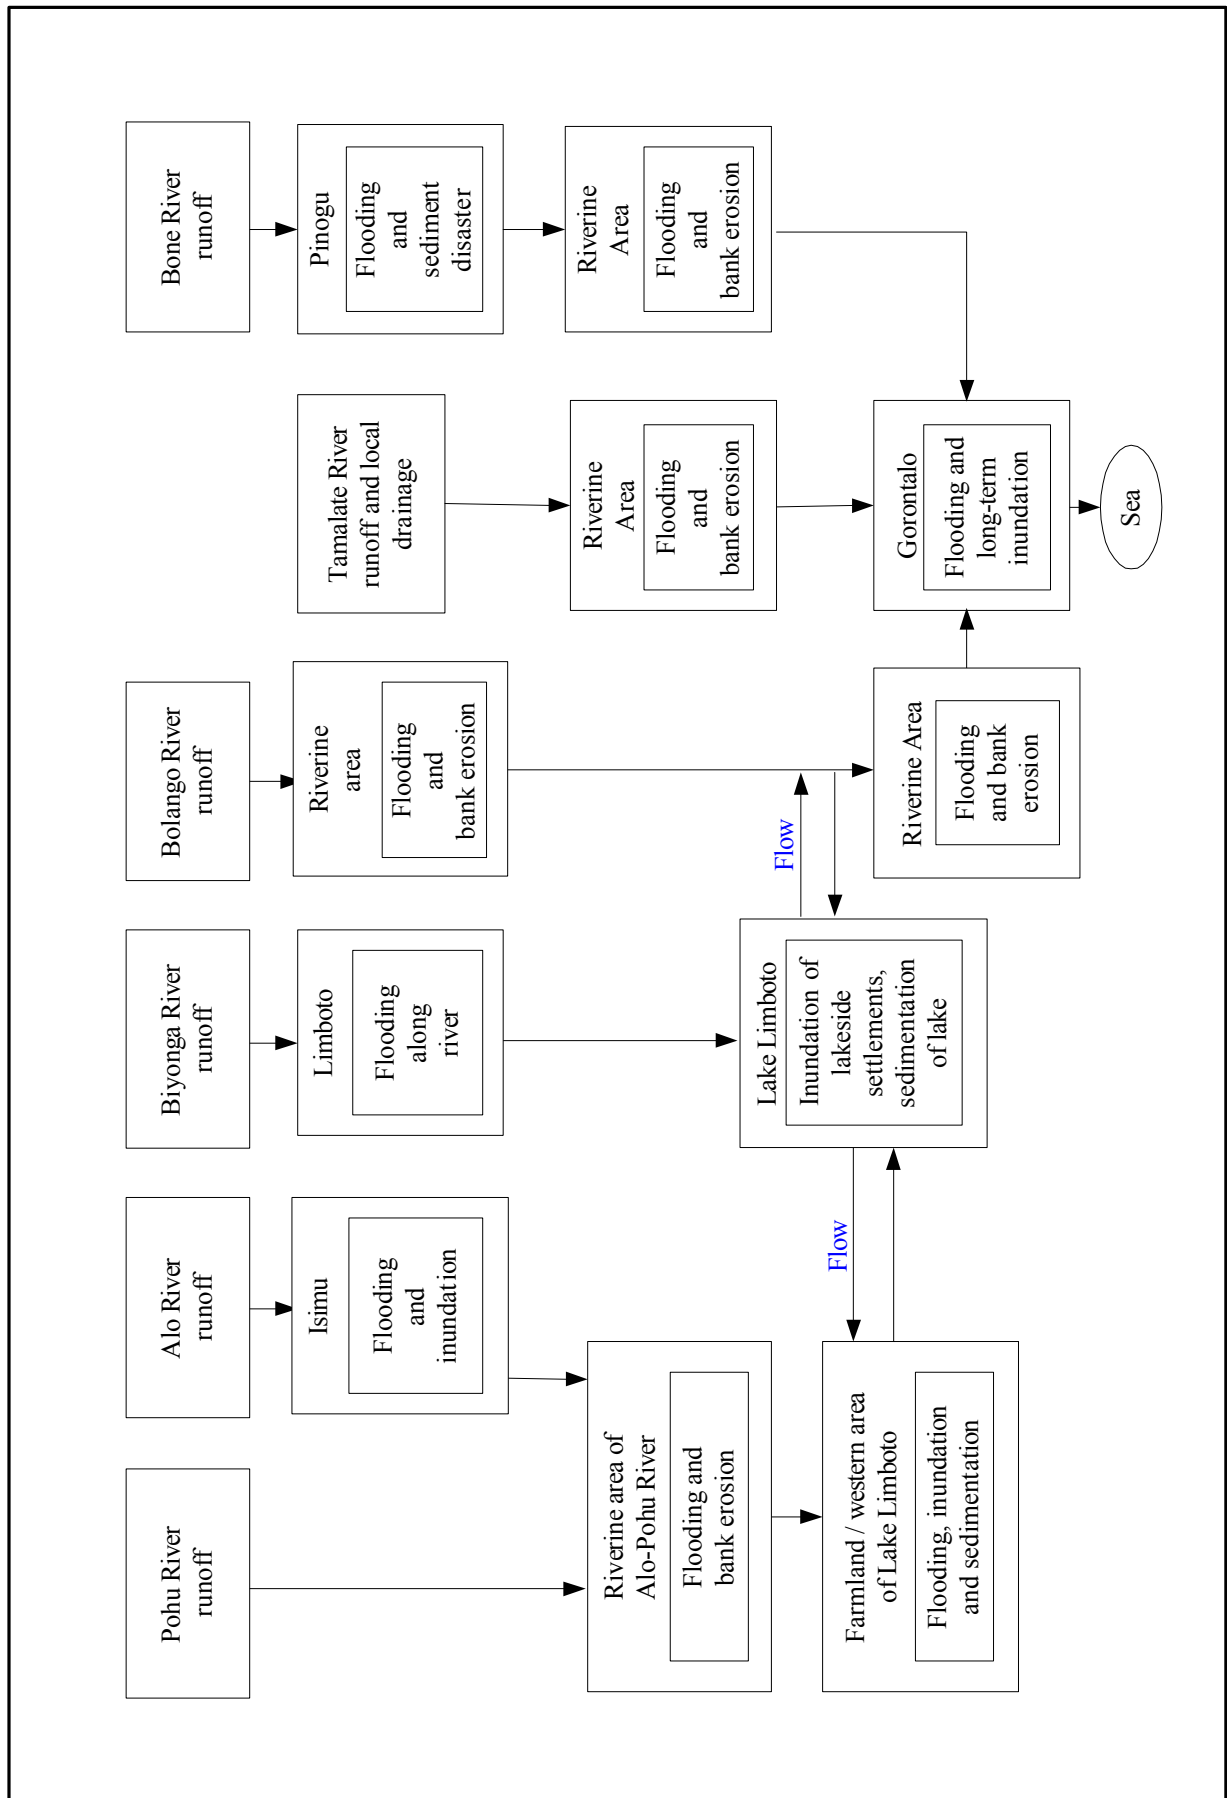 Pohu River
runoff
Alo River
runoff
Biyonga River
runoff
Bolango River
runoff
Bone River
runoff
Isimu
Flooding
and
inundation
Limboto
Flooding
along
river
Riverine
area
Flooding
and
bank erosion
Tamalate River
runoff and local
drainage
Pinogu
Flooding
and
sediment
disaster
Riverine area of
Alo-Pohu River
Flooding and
bank erosion
Riverine
Area
Flooding
and
bank erosion
Riverine
Area
Flooding
and
bank erosion
Lake Limboto
Inundation of
lakeside
settlements,
sedimentation
of lake
Flow
Flow
Farmland / western area
of Lake Limboto
Flooding, inundation
and sedimentation
Riverine Area
Flooding
and bank
erosion
Gorontalo
Flooding and
long-term
inundation
Sea